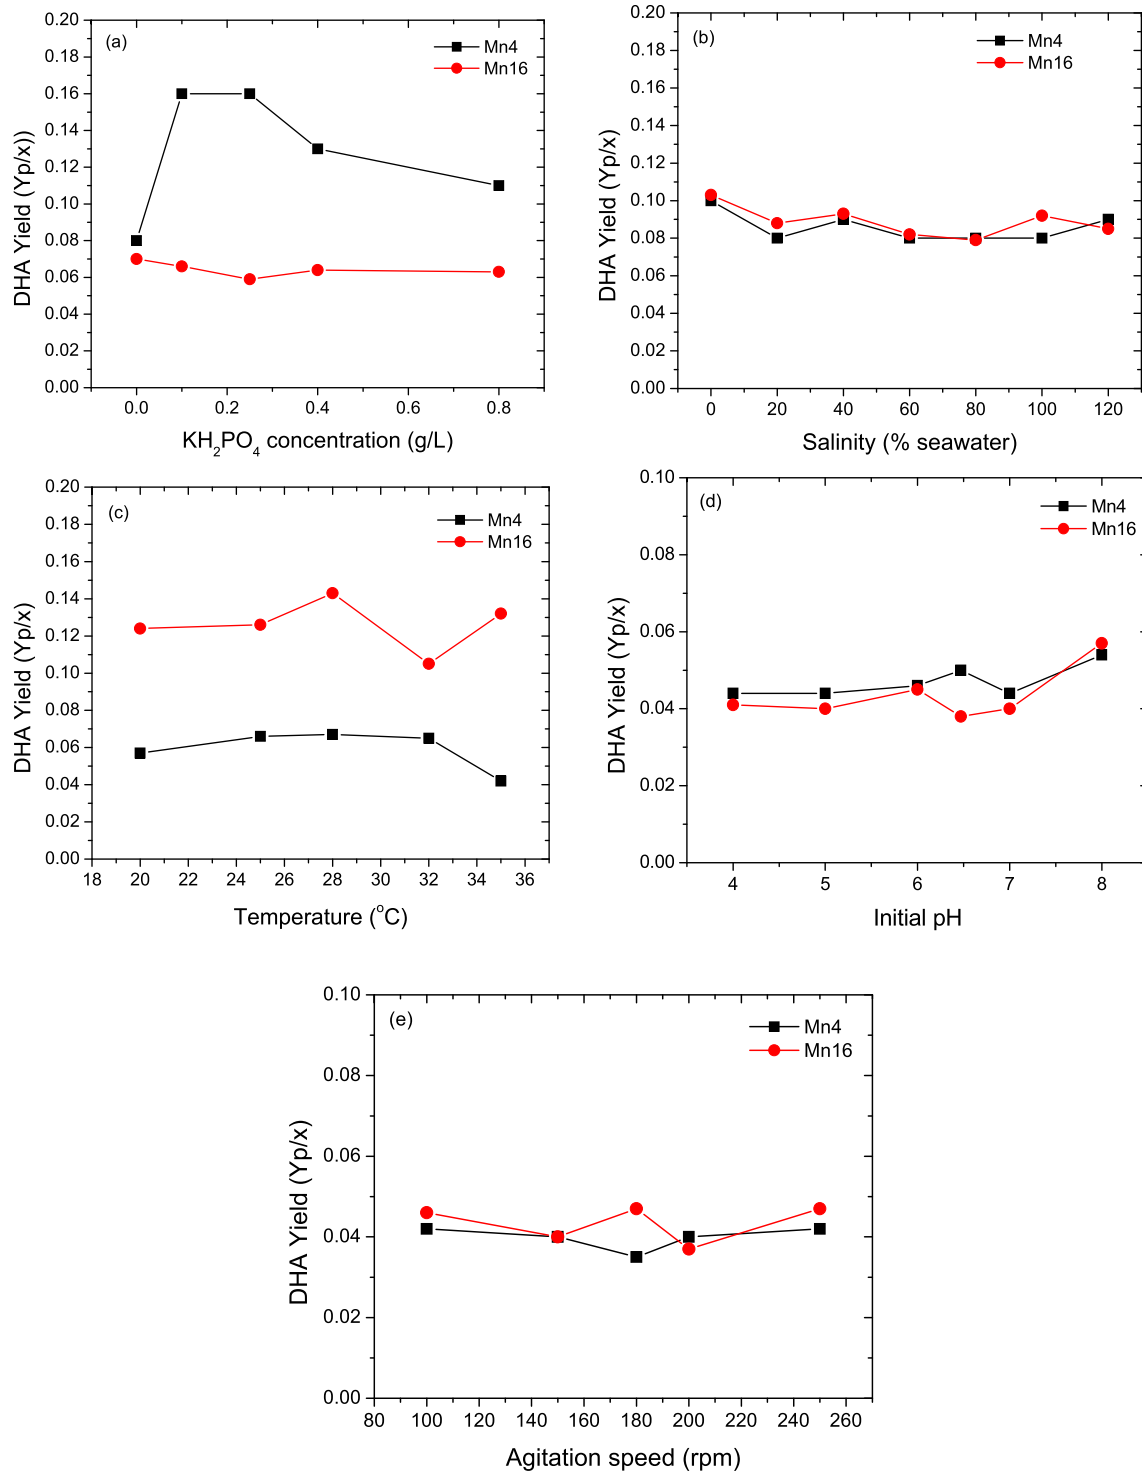 (a)
Mn4
Mn16
0.20
0.18
0.16
0.14
0.12
0.10
0.08
0.06
0.04
0.02
0.00
DHA Yield (Yp/x))
0.0 0.2 0.4 0.6 0.8
KH₂PO₄ concentration (g/L)
(b)
Mn4
Mn16
0.20
0.18
0.16
0.14
0.12
0.10
0.08
0.06
0.04
0.02
0.00
DHA Yield (Yp/x)
0 20 40 60 80 100 120
Salinity (% seawater)
(c)
Mn4
Mn16
0.20
0.18
0.16
0.14
0.12
0.10
0.08
0.06
0.04
0.02
0.00
DHA Yield (Yp/x)
18 20 22 24 26 28 30 32 34 36
Temperature (°C)
(d)
Mn4
Mn16
0.10
0.08
0.06
0.04
0.02
0.00
DHA Yield (Yp/x)
4 5 6 7 8
Initial pH
(e)
Mn4
Mn16
0.10
0.08
0.06
0.04
0.02
0.00
DHA Yield (Yp/x)
80 100 120 140 160 180 200 220 240 260
Agitation speed (rpm)